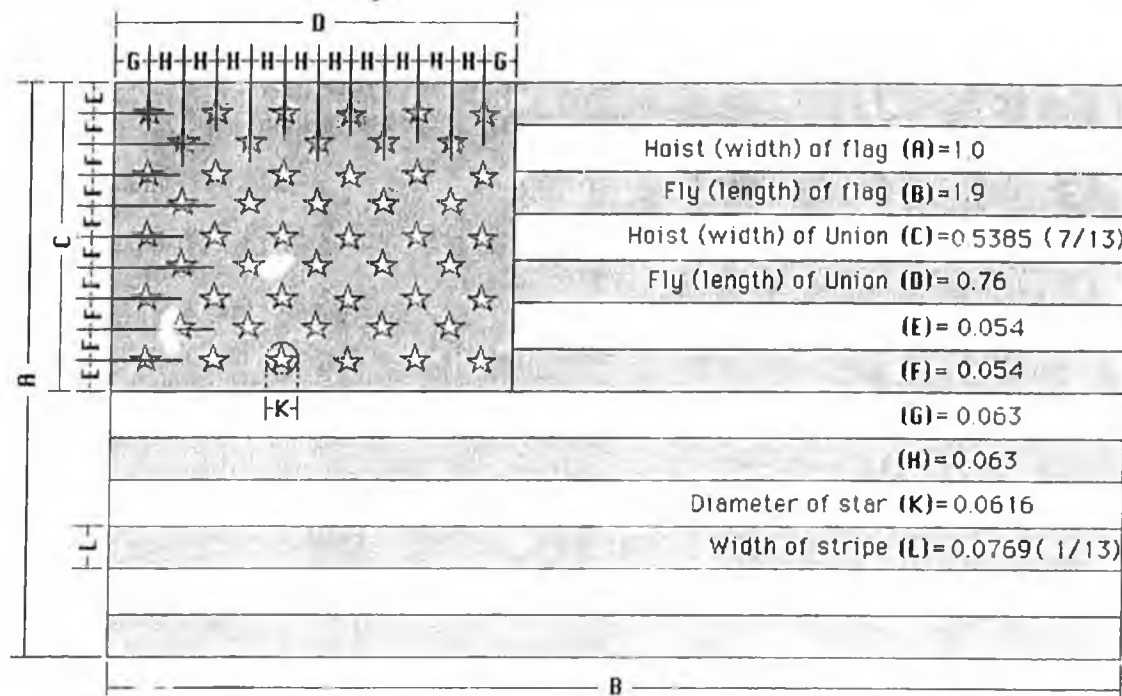 D
G H H H H H H H H H H G
E
F
F
F
F
F
F
F
F
E
C
A
Hoist (width) of flag (A)=1.0
Fly (length) of flag (B)=1.9
Hoist (width) of Union (C)=0.5385 (7/13)
Fly (length) of Union (D)=0.76
(E)= 0.054
(F)= 0.054
(G)= 0.063
K
(H)=0.063
Diameter of star (K)=0.0616
L
Width of stripe (L)=0.0769( 1/13)
B